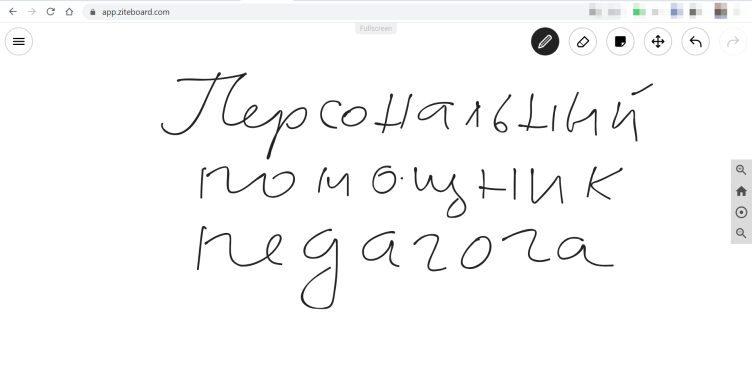 app.ziteboard.com
Fullscreen
Персональный
помощник
педагога